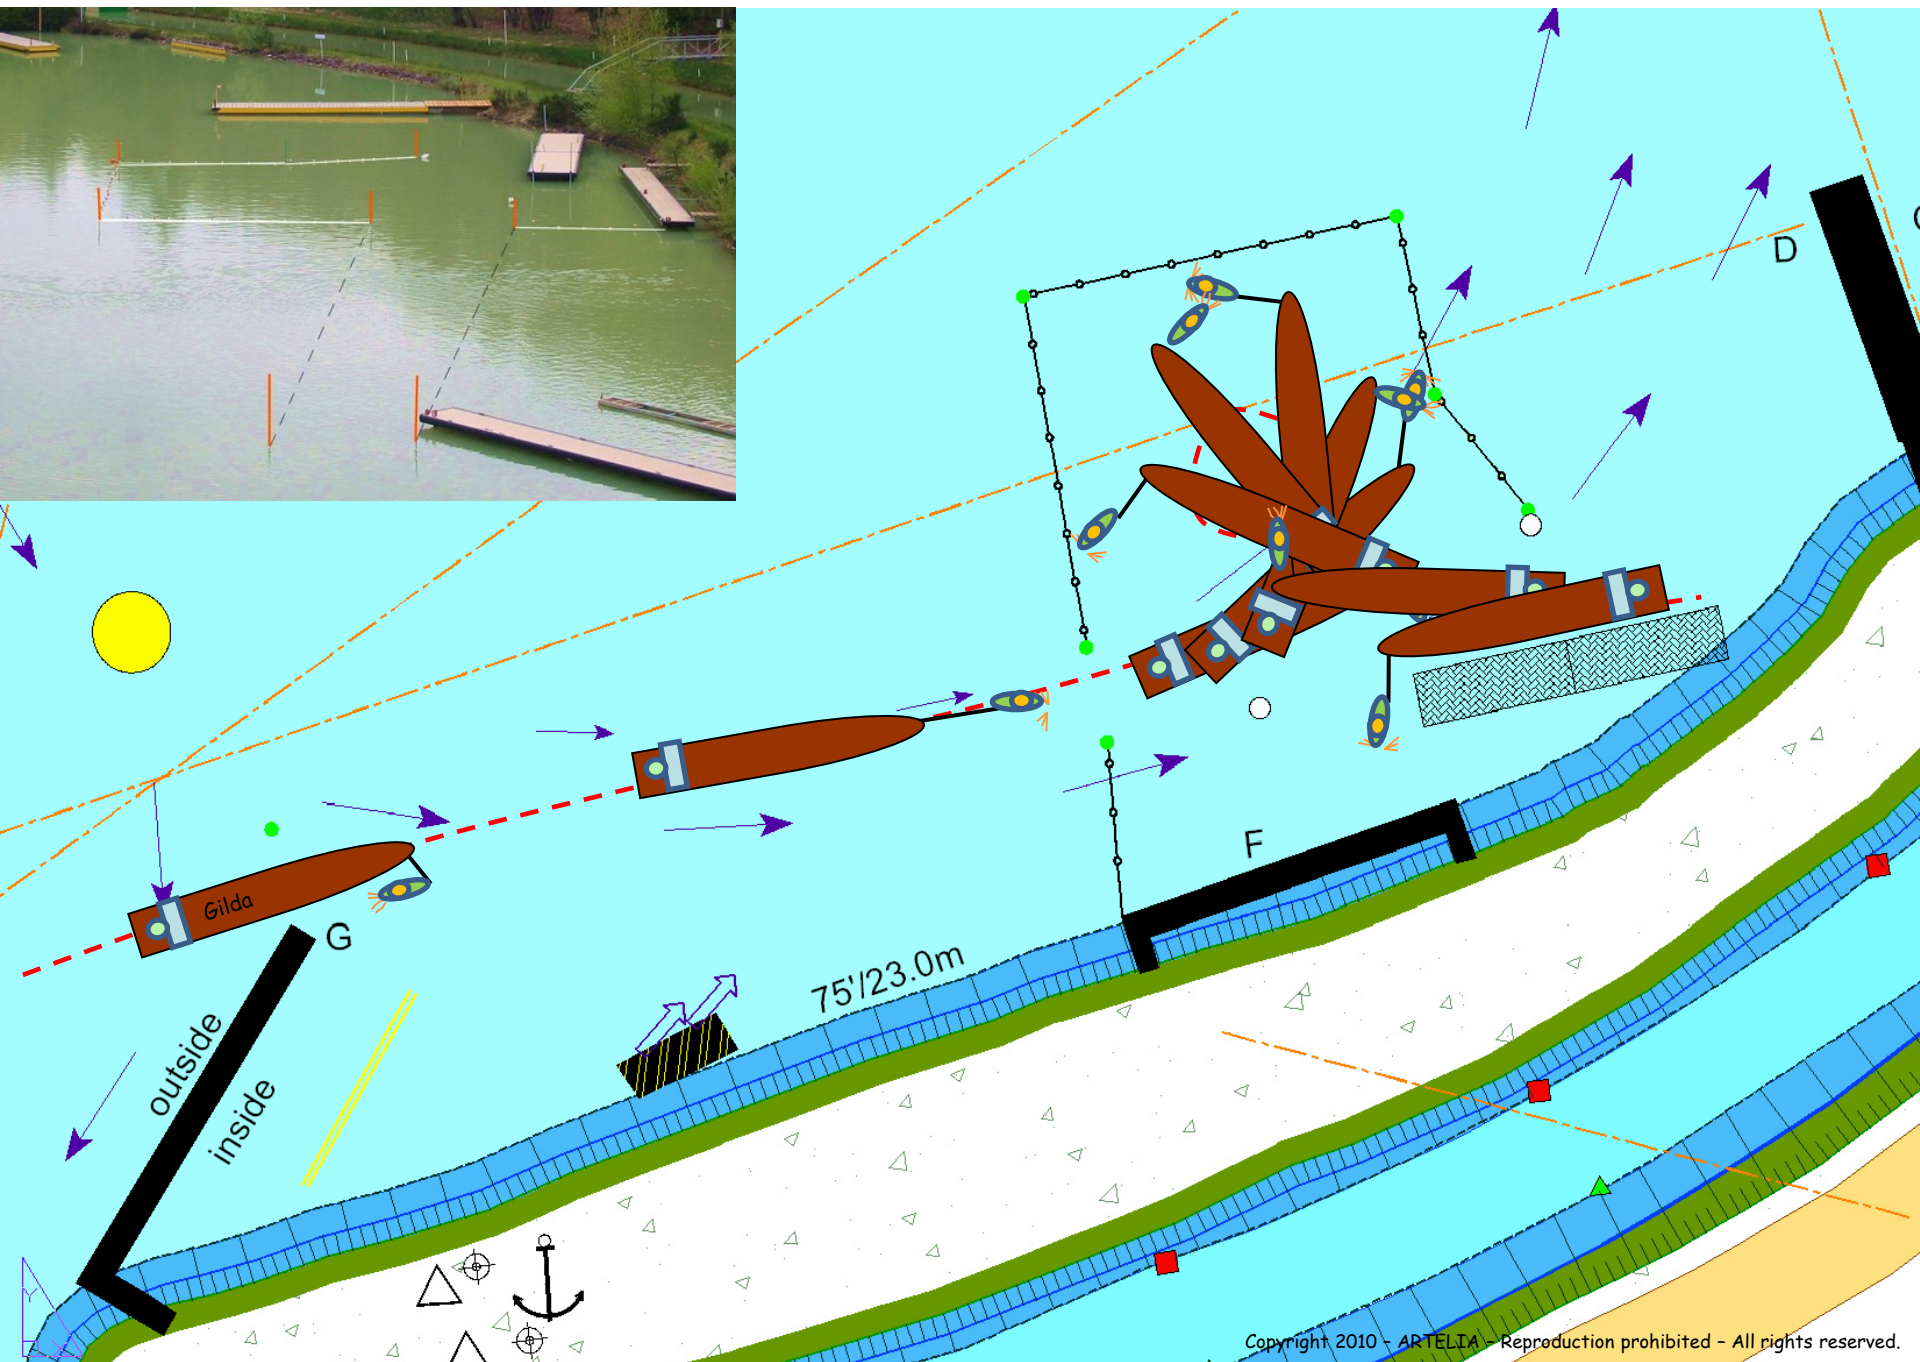 D
F
G
Gilda
75'/23.0m
outside
inside
Copyright 2010 – ARTELIA – Reproduction prohibited – All rights reserved.